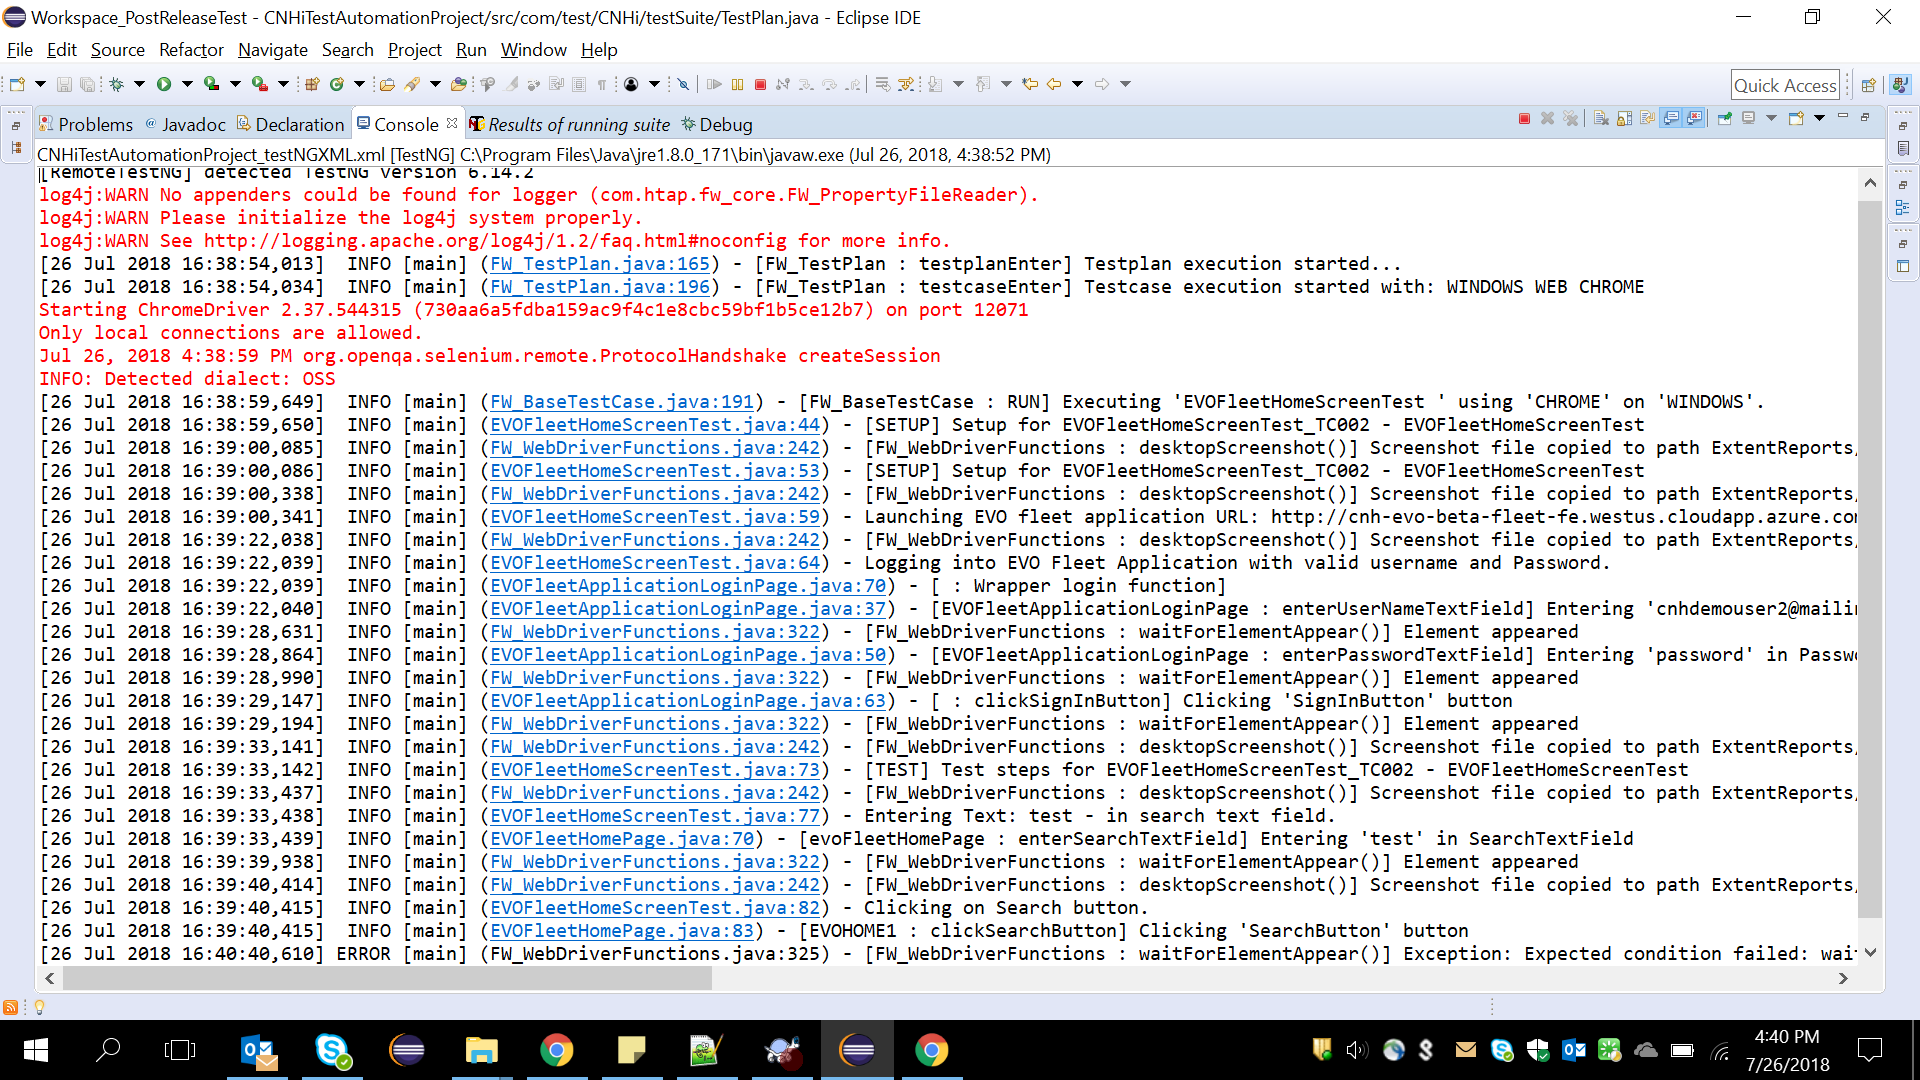 Workspace_PostReleaseTest - CNHiTestAutomationProject/src/com/test/CNHi/testSuite/TestPlan.java - Eclipse IDE
File Edit Source Refactor Navigate Search Project Run Window Help
Quick Access
Problems @ Javadoc Declaration Console Results of running suite Debug
CNHiTestAutomationProject_testNGXML.xml [TestNG] C:\Program Files\Java\jre1.8.0_171\bin\javaw.exe (Jul 26, 2018, 4:38:52 PM)
[RemoteTestNG] detected TestNG version 6.14.2
log4j:WARN No appenders could be found for logger (com.htap.fw_core.FW_PropertyFileReader).
log4j:WARN Please initialize the log4j system properly.
log4j:WARN See http://logging.apache.org/log4j/1.2/faq.html#noconfig for more info.
[26 Jul 2018 16:38:54,013]  INFO [main] (FW_TestPlan.java:165) - [FW_TestPlan : testplanEnter] Testplan execution started...
[26 Jul 2018 16:38:54,034]  INFO [main] (FW_TestPlan.java:196) - [FW_TestPlan : testcaseEnter] Testcase execution started with: WINDOWS WEB CHROME
Starting ChromeDriver 2.37.544315 (730aa6a5fdba159ac9f4c1e8cbc59bf1b5ce12b7) on port 12071
Only local connections are allowed.
Jul 26, 2018 4:38:59 PM org.openqa.selenium.remote.ProtocolHandshake createSession
INFO: Detected dialect: OSS
[26 Jul 2018 16:38:59,649]  INFO [main] (FW_BaseTestCase.java:191) - [FW_BaseTestCase : RUN] Executing 'EVOFleetHomeScreenTest ' using 'CHROME' on 'WINDOWS'.
[26 Jul 2018 16:38:59,650]  INFO [main] (EVOFleetHomeScreenTest.java:44) - [SETUP] Setup for EVOFleetHomeScreenTest_TC002 - EVOFleetHomeScreenTest
[26 Jul 2018 16:39:00,085]  INFO [main] (FW_WebDriverFunctions.java:242) - [FW_WebDriverFunctions : desktopScreenshot()] Screenshot file copied to path ExtentReports/
[26 Jul 2018 16:39:00,086]  INFO [main] (EVOFleetHomeScreenTest.java:53) - [SETUP] Setup for EVOFleetHomeScreenTest_TC002 - EVOFleetHomeScreenTest
[26 Jul 2018 16:39:00,338]  INFO [main] (FW_WebDriverFunctions.java:242) - [FW_WebDriverFunctions : desktopScreenshot()] Screenshot file copied to path ExtentReports/
[26 Jul 2018 16:39:00,341]  INFO [main] (EVOFleetHomeScreenTest.java:59) - Launching EVO fleet application URL: http://cnh-evo-beta-fleet-fe.westus.cloudapp.azure.com
[26 Jul 2018 16:39:22,038]  INFO [main] (FW_WebDriverFunctions.java:242) - [FW_WebDriverFunctions : desktopScreenshot()] Screenshot file copied to path ExtentReports/
[26 Jul 2018 16:39:22,039]  INFO [main] (EVOFleetHomeScreenTest.java:64) - Logging into EVO Fleet Application with valid username and Password.
[26 Jul 2018 16:39:22,039]  INFO [main] (EVOFleetApplicationLoginPage.java:70) - [ : Wrapper login function]
[26 Jul 2018 16:39:22,040]  INFO [main] (EVOFleetApplicationLoginPage.java:37) - [EVOFleetApplicationLoginPage : enterUserNameTextField] Entering 'cnhdemouser2@mailin
[26 Jul 2018 16:39:28,631]  INFO [main] (FW_WebDriverFunctions.java:322) - [FW_WebDriverFunctions : waitForElementAppear()] Element appeared
[26 Jul 2018 16:39:28,864]  INFO [main] (EVOFleetApplicationLoginPage.java:50) - [EVOFleetApplicationLoginPage : enterPasswordTextField] Entering 'password' in Passwo
[26 Jul 2018 16:39:28,990]  INFO [main] (FW_WebDriverFunctions.java:322) - [FW_WebDriverFunctions : waitForElementAppear()] Element appeared
[26 Jul 2018 16:39:29,147]  INFO [main] (EVOFleetApplicationLoginPage.java:63) - [ : clickSignInButton] Clicking 'SignInButton' button
[26 Jul 2018 16:39:29,194]  INFO [main] (FW_WebDriverFunctions.java:322) - [FW_WebDriverFunctions : waitForElementAppear()] Element appeared
[26 Jul 2018 16:39:33,141]  INFO [main] (FW_WebDriverFunctions.java:242) - [FW_WebDriverFunctions : desktopScreenshot()] Screenshot file copied to path ExtentReports/
[26 Jul 2018 16:39:33,142]  INFO [main] (EVOFleetHomeScreenTest.java:73) - [TEST] Test steps for EVOFleetHomeScreenTest_TC002 - EVOFleetHomeScreenTest
[26 Jul 2018 16:39:33,437]  INFO [main] (FW_WebDriverFunctions.java:242) - [FW_WebDriverFunctions : desktopScreenshot()] Screenshot file copied to path ExtentReports/
[26 Jul 2018 16:39:33,438]  INFO [main] (EVOFleetHomeScreenTest.java:77) - Entering Text: test - in search text field.
[26 Jul 2018 16:39:33,439]  INFO [main] (EVOFleetHomePage.java:70) - [evoFleetHomePage : enterSearchTextField] Entering 'test' in SearchTextField
[26 Jul 2018 16:39:39,938]  INFO [main] (FW_WebDriverFunctions.java:322) - [FW_WebDriverFunctions : waitForElementAppear()] Element appeared
[26 Jul 2018 16:39:40,414]  INFO [main] (FW_WebDriverFunctions.java:242) - [FW_WebDriverFunctions : desktopScreenshot()] Screenshot file copied to path ExtentReports/
[26 Jul 2018 16:39:40,415]  INFO [main] (EVOFleetHomeScreenTest.java:82) - Clicking on Search button.
[26 Jul 2018 16:39:40,415]  INFO [main] (EVOFleetHomePage.java:83) - [EVOHOME1 : clickSearchButton] Clicking 'SearchButton' button
[26 Jul 2018 16:40:40,610] ERROR [main] (FW_WebDriverFunctions.java:325) - [FW_WebDriverFunctions : waitForElementAppear()] Exception: Expected condition failed: wai
4:40 PM
7/26/2018